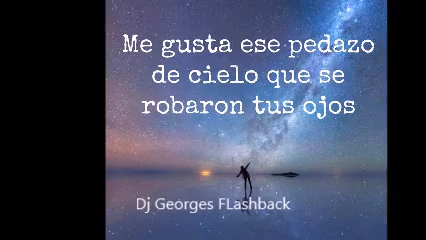 Me gusta ese pedazo
de cielo que se
robaron tus ojos
Dj Georges FLashback